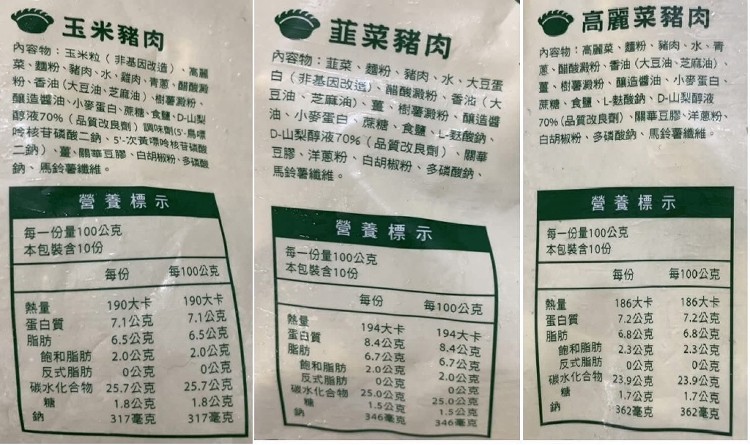 玉米豬肉
內容物：玉米粒（非基因改造）、高麗
菜、麵粉、豬肉、水、雞肉、青蔥、醋酸澱
粉、香油（大豆油、芝麻油）、樹薯澱粉、
釀造醬油、小麥蛋白、蔗糖、食鹽、D-山梨
醇液70%（品質改良劑）調味劑(5'-鳥嘌
呤核苷磷酸二鈉、5'-次黃嘌呤核苷磷酸
二鈉）、薑、關華豆膠、白胡椒粉、多磷酸
鈉、馬鈴薯纖維。
營養標示
每一份量100公克
本包裝含10份
每份 每100公克
熱量 190大卡 190大卡
蛋白質 7.1公克 7.1公克
脂肪 6.5公克 6.5公克
飽和脂肪 2.0公克 2.0公克
反式脂肪 0公克 0公克
碳水化合物 25.7公克 25.7公克
糖 1.8公克 1.8公克
鈉 317毫克 317毫克
韮菜豬肉
內容物：韮菜、麵粉、豬肉、水、大豆蛋
白（非基因改造）、醋酸澱粉、香油（大
豆油、芝麻油）、薑、樹薯澱粉、釀造醬
油、小麥蛋白、蔗糖、食鹽、L-麩酸鈉、
D-山梨醇液70%（品質改良劑）、關華
豆膠、洋蔥粉、白胡椒粉、多磷酸鈉、
馬鈴薯纖維。
營養標示
每一份量100公克
本包裝含10份
每份 每100公克
熱量 194大卡 194大卡
蛋白質 8.4公克 8.4公克
脂肪 6.7公克 6.7公克
飽和脂肪 2.0公克 2.0公克
反式脂肪 0公克 0公克
碳水化合物 25.0公克 25.0公克
糖 1.5公克 1.5公克
鈉 346毫克 346毫克
高麗菜豬肉
內容物：高麗菜、麵粉、豬肉、水、青
蔥、醋酸澱粉、香油（大豆油、芝麻油）、
薑、樹薯澱粉、釀造醬油、小麥蛋白、
蔗糖、食鹽、L-麩酸鈉、D-山梨醇液
70%（品質改良劑）、關華豆膠、洋蔥粉、
白胡椒粉、多磷酸鈉、馬鈴薯纖維。
營養標示
每一份量100公克
本包裝含10份
每份 每100公克
熱量 186大卡 186大卡
蛋白質 7.2公克 7.2公克
脂肪 6.8公克 6.8公克
飽和脂肪 2.3公克 2.3公克
反式脂肪 0公克 0公克
碳水化合物 23.9公克 23.9公克
糖 1.7公克 1.7公克
鈉 362毫克 362毫克